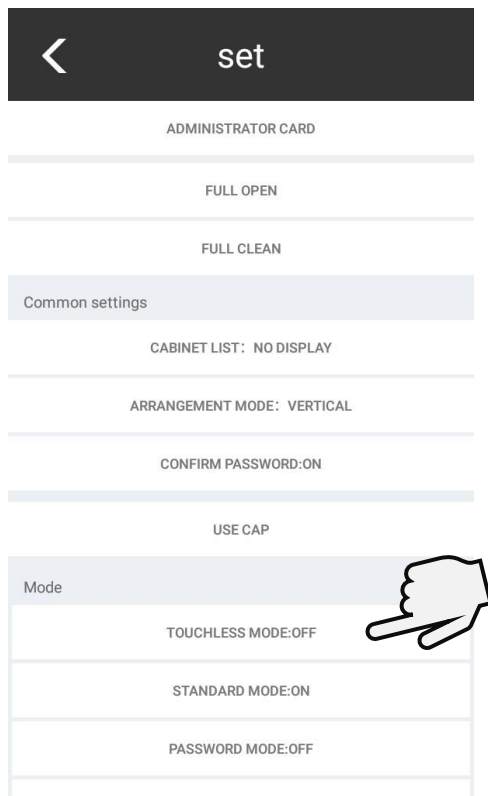 set
ADMINISTRATOR CARD
FULL OPEN
FULL CLEAN
Common settings
CABINET LIST： NO DISPLAY
ARRANGEMENT MODE： VERTICAL
CONFIRM PASSWORD:ON
USE CAP
Mode
TOUCHLESS MODE:OFF
STANDARD MODE:ON
PASSWORD MODE:OFF